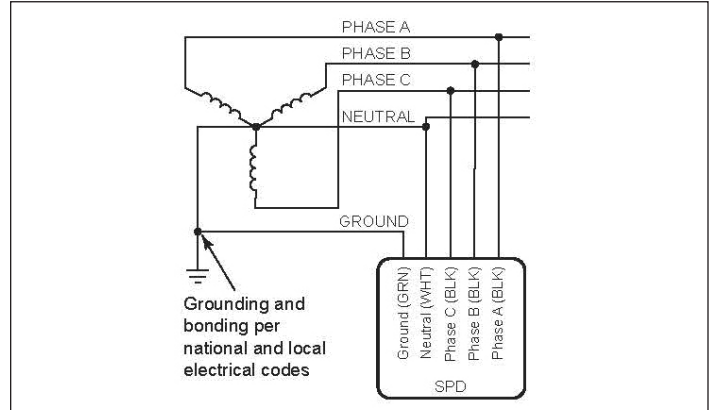 PHASE A
PHASE B
PHASE C
NEUTRAL
GROUND
Grounding and
bonding per
national and local
electrical codes
Ground (GRN)
Neutral (WHT)
Phase C (BLK)
Phase B (BLK)
Phase A (BLK)
SPD